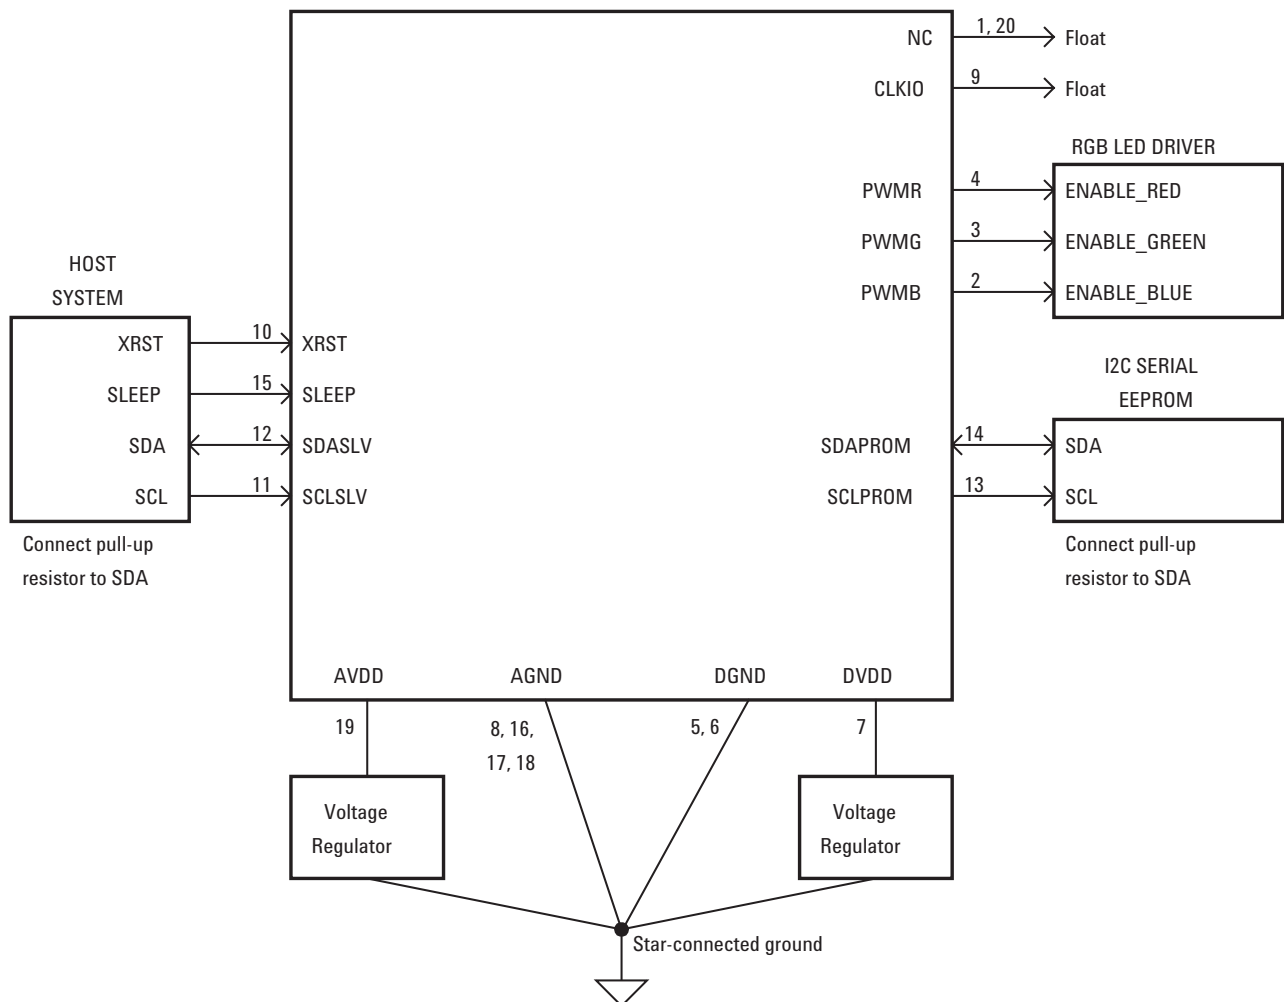 NC
1, 20
Float
CLKIO
9
Float
RGB LED DRIVER
PWMR
4
ENABLE_RED
PWMG
3
ENABLE_GREEN
PWMB
2
ENABLE_BLUE
HOST
SYSTEM
XRST
10
XRST
SLEEP
15
SLEEP
SDA
12
SDASLV
SCL
11
SCLSLV
Connect pull-up
resistor to SDA
I2C SERIAL
EEPROM
SDAPROM
14
SDA
SCLPROM
13
SCL
Connect pull-up
resistor to SDA
AVDD
AGND
DGND
DVDD
19
8, 16,
17, 18
5, 6
7
Voltage
Regulator
Voltage
Regulator
Star-connected ground